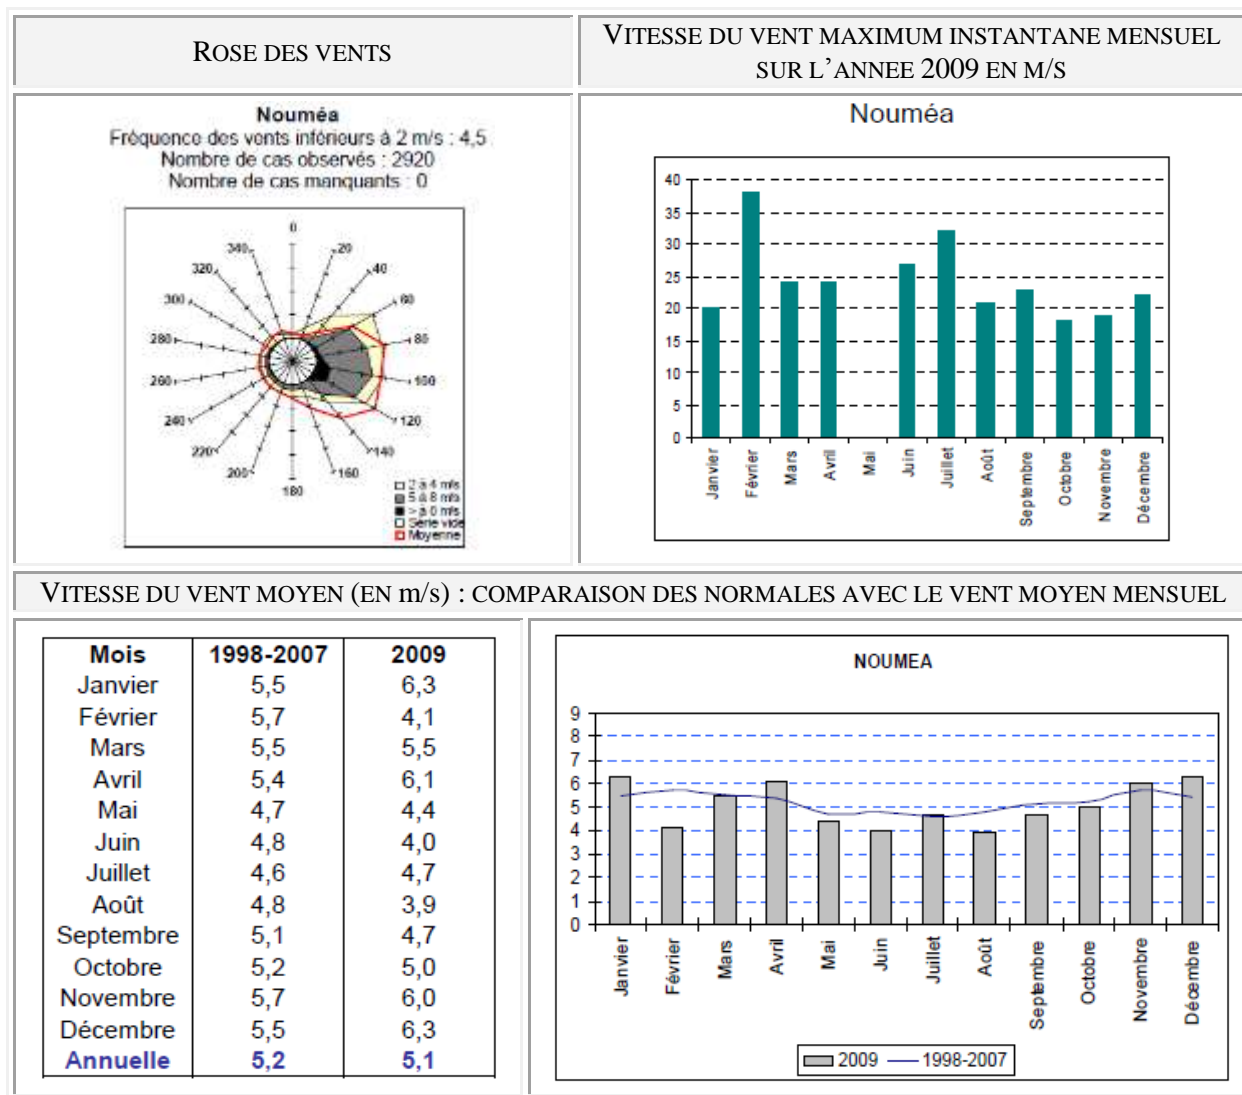 ROSE DES VENTS
VITESSE DU VENT MAXIMUM INSTANTANE MENSUEL
SUR L'ANNEE 2009 EN M/S
Nouméa
Fréquence des vents inférieurs à 2 m/s : 4,5
Nombre de cas observés : 2920
Nombre de cas manquants : 0
0
20
40
60
80
100
120
140
160
180
200
220
240
260
280
300
320
340
2 à 4 m/s
5 à 8 m/s
> à 0 m/s
Série vide
Moyenne
Nouméa
40
35
30
25
20
15
10
5
0
Janvier
Février
Mars
Avril
Mai
Juin
Juillet
Août
Septembre
Octobre
Novembre
Décembre
VITESSE DU VENT MOYEN (EN m/s) : COMPARAISON DES NORMALES AVEC LE VENT MOYEN MENSUEL
Mois 1998-2007 2009
Janvier 5,5 6,3
Février 5,7 4,1
Mars 5,5 5,5
Avril 5,4 6,1
Mai 4,7 4,4
Juin 4,8 4,0
Juillet 4,6 4,7
Août 4,8 3,9
Septembre 5,1 4,7
Octobre 5,2 5,0
Novembre 5,7 6,0
Décembre 5,5 6,3
Annuelle 5,2 5,1
NOUMEA
9
8
7
6
5
4
3
2
1
0
Janvier
Février
Mars
Avril
Mai
Juin
Juillet
Août
Septembre
Octobre
Novembre
Décembre
2009 1998-2007